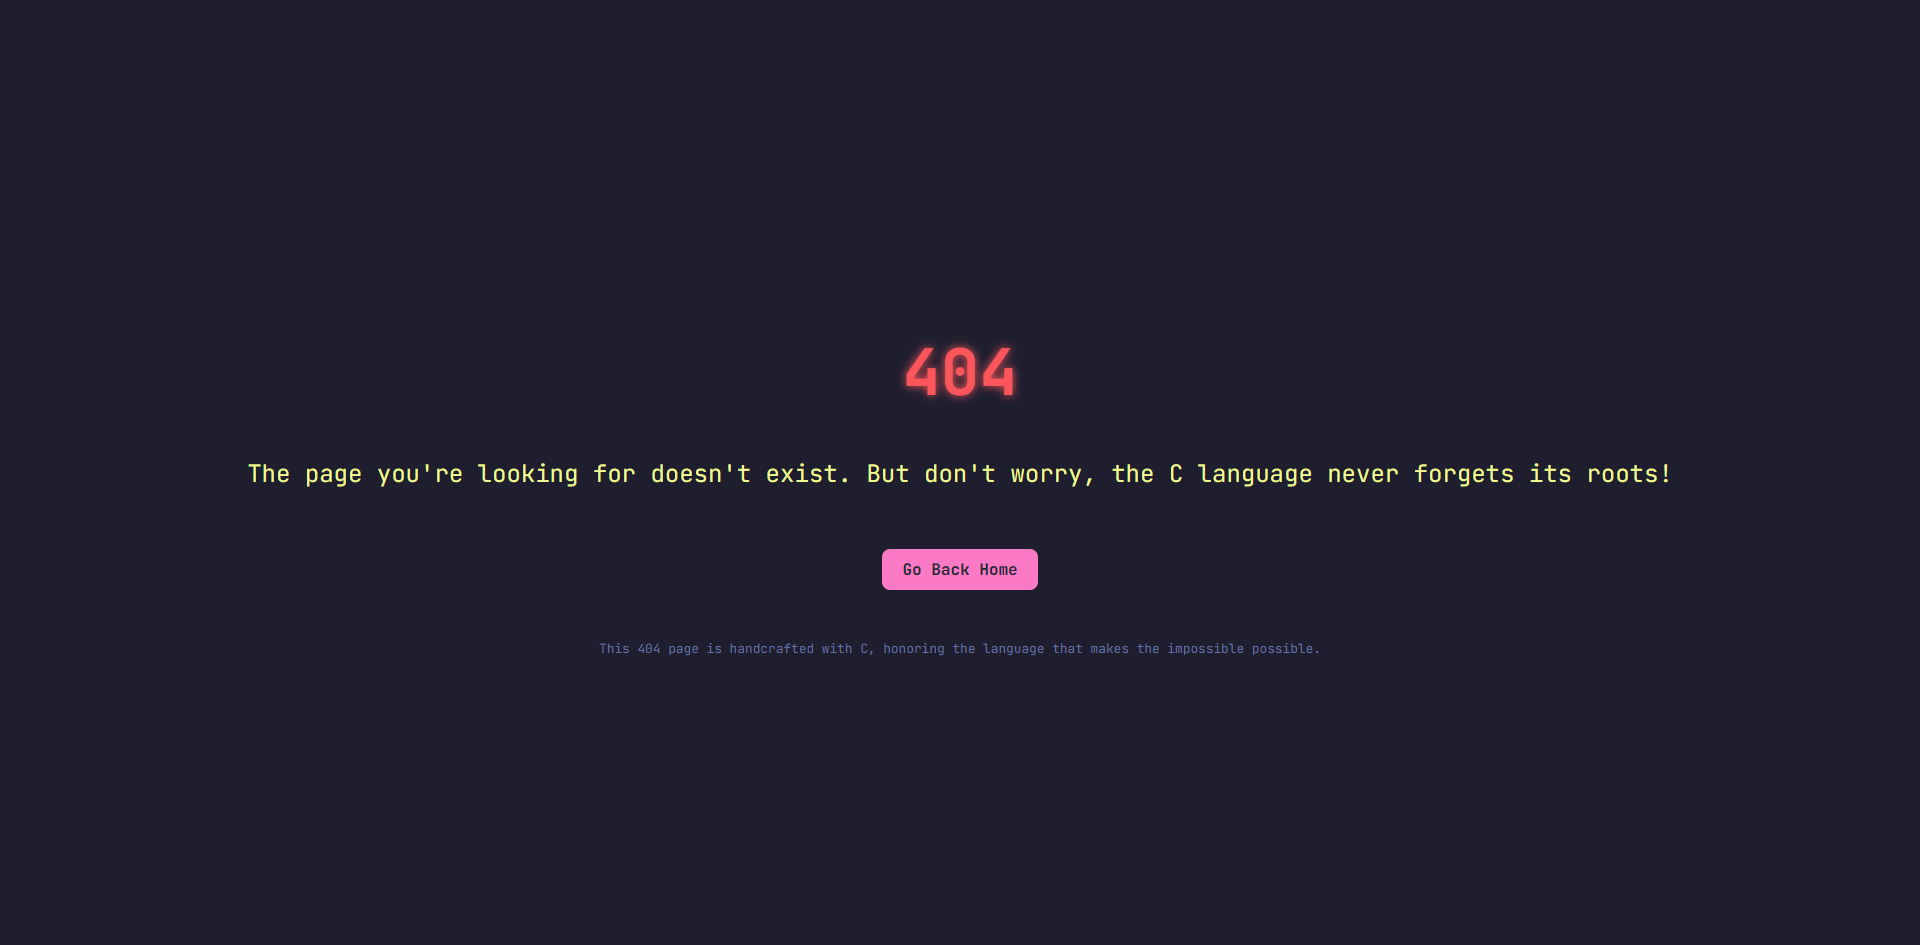 404
The page you're looking for doesn't exist. But don't worry, the C language never forgets its roots!
Go Back Home
This 404 page is handcrafted with C, honoring the language that makes the impossible possible.